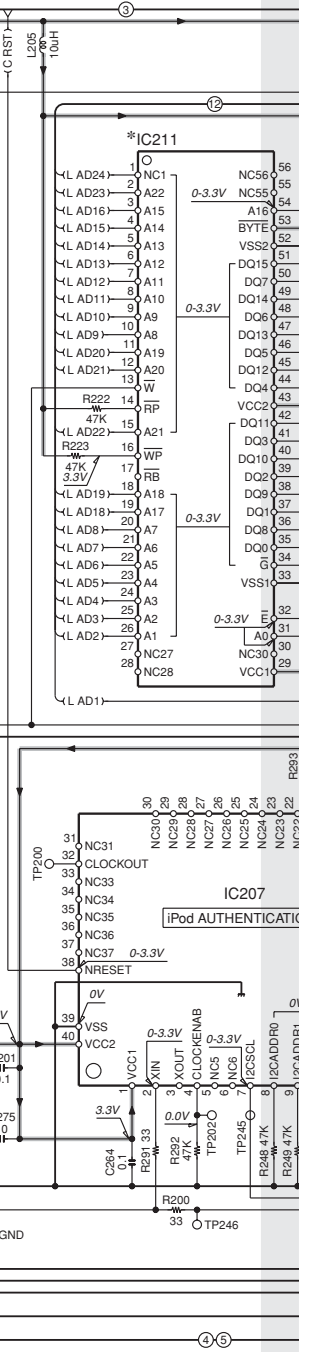 3
C RST
L205
10uH
12
*IC211
(L AD24) 1 NC1 NC56 56
(L AD23) 2 A22 NC55 55
(L AD16) 3 A15 0-3.3V A16 54
(L AD15) 4 A14 BYTE 53
(L AD14) 5 A13 VSS2 52
(L AD13) 6 A12 DQ15 51
(L AD12) 7 A11 DQ7 50
(L AD11) 8 A10 DQ14 49
(L AD10) 9 A9 0-3.3V DQ6 48
(L AD9) 10 A8 DQ13 47
(L AD20) 11 A19 DQ5 46
(L AD21) 12 A20 DQ12 45
13 W DQ4 44
R222 47K 14 RP VCC2 43
(L AD22) 15 A21 DQ11 42
R223 47K 3.3V 16 WP DQ3 41
17 RB DQ10 40
(L AD19) 18 A18 DQ2 39
(L AD18) 19 A17 DQ9 38
(L AD8) 20 A7 0-3.3V DQ1 37
(L AD7) 21 A6 DQ8 36
(L AD6) 22 A5 DQ0 35
(L AD5) 23 A4 G 34
(L AD4) 24 A3 VSS1 33
(L AD3) 25 A2 0-3.3V E 32
(L AD2) 26 A1 A0 31
27 NC27 NC30 30
28 NC28 VCC1 29
(L AD1)
R293
30 29 28 27 26 25 24 23 22
NC30 NC29 NC28 NC27 NC26 NC25 NC24 NC23
31 NC31
TP200 32 CLOCKOUT
33 NC33
34 NC34
35 NC35
36 NC36
37 NC37 0-3.3V
38 NRESET
IC207
iPod AUTHENTICATIO
0V
39 VSS
40 VCC2
VCC1 XIN XOUT CLOCKENAB NC5 NC6 I2CSCL I2CADDR0 I2CADDR1
0-3.3V 0-3.3V
1 2 3 4 5 6 7 8 9
3.3V
0.0V
C264 0.1
R291 33
R292 47K
TP202
TP245
R248 47K
R249 47K
R200
33
TP246
GND
4 5